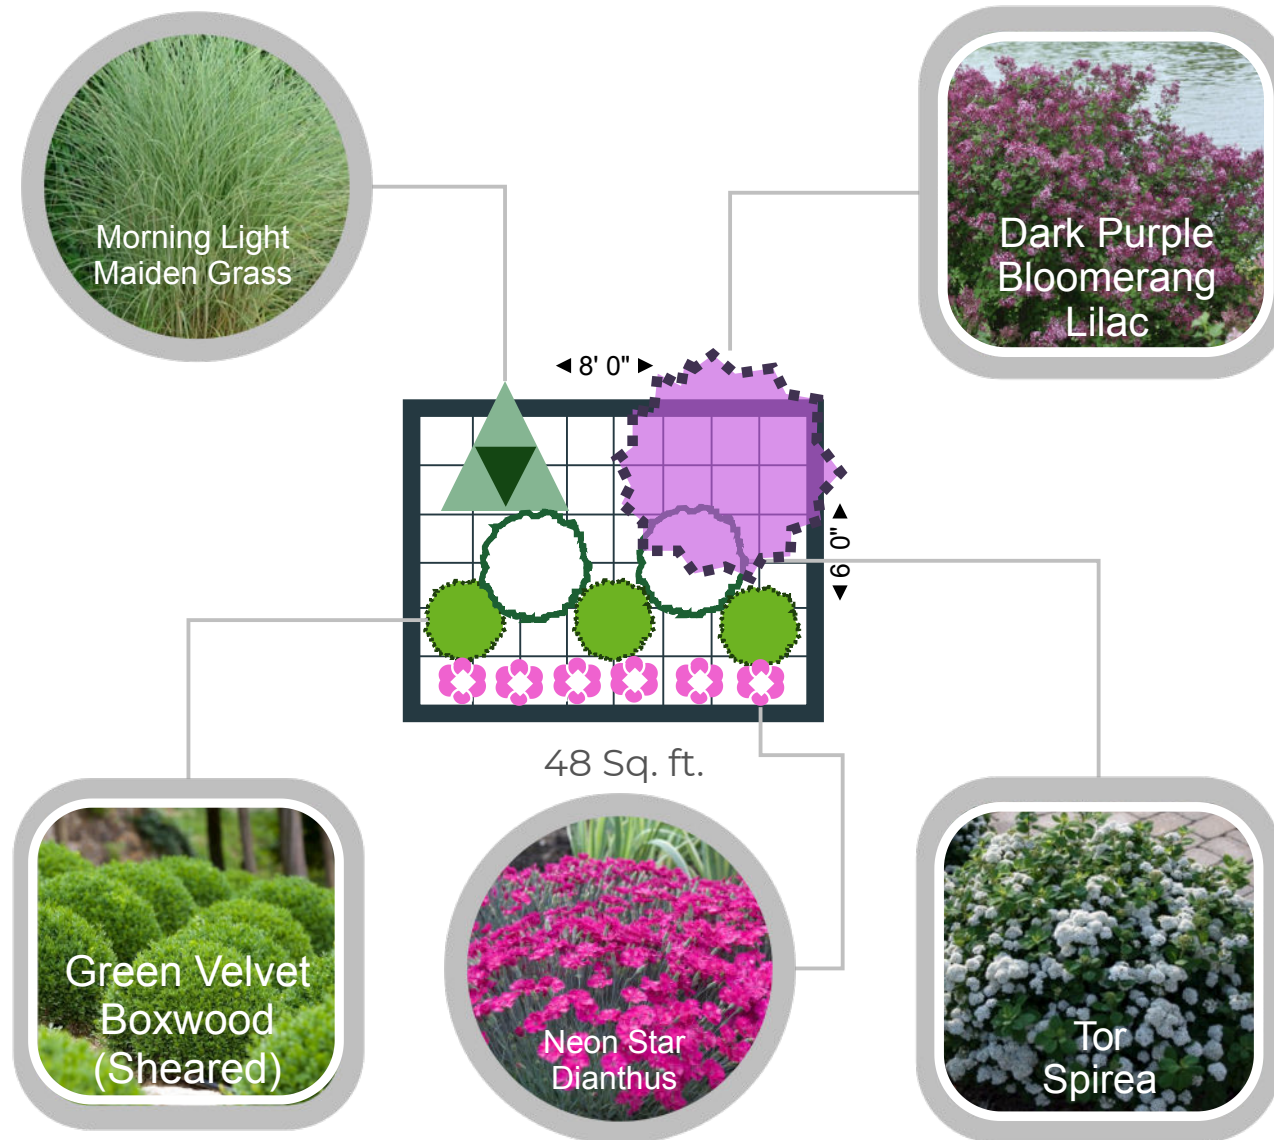 Morning Light
Maiden Grass
Dark Purple
Bloomerang
Lilac
8' 0"
6' 0"
48 Sq. ft.
Green Velvet
Boxwood
(Sheared)
Neon Star
Dianthus
Tor
Spirea